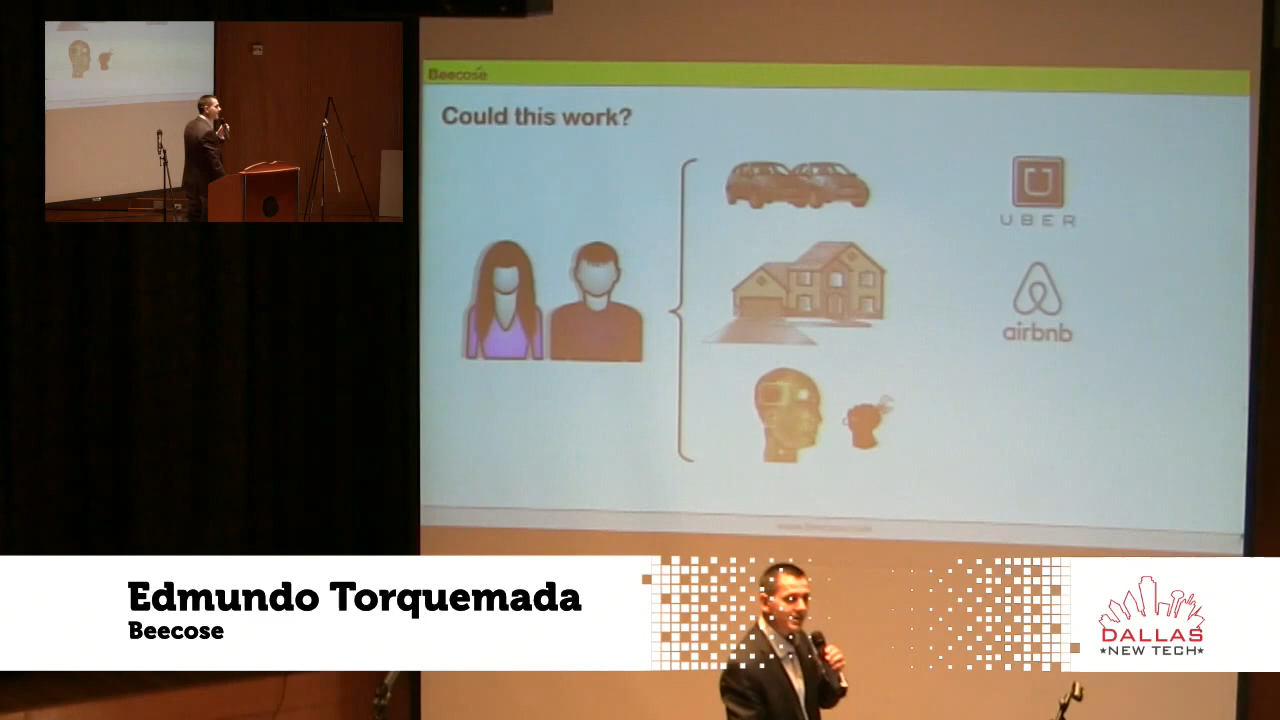 Beecose
Could this work?
UBER
airbnb
Edmundo Torquemada
Beecose
DALLAS
NEW TECH